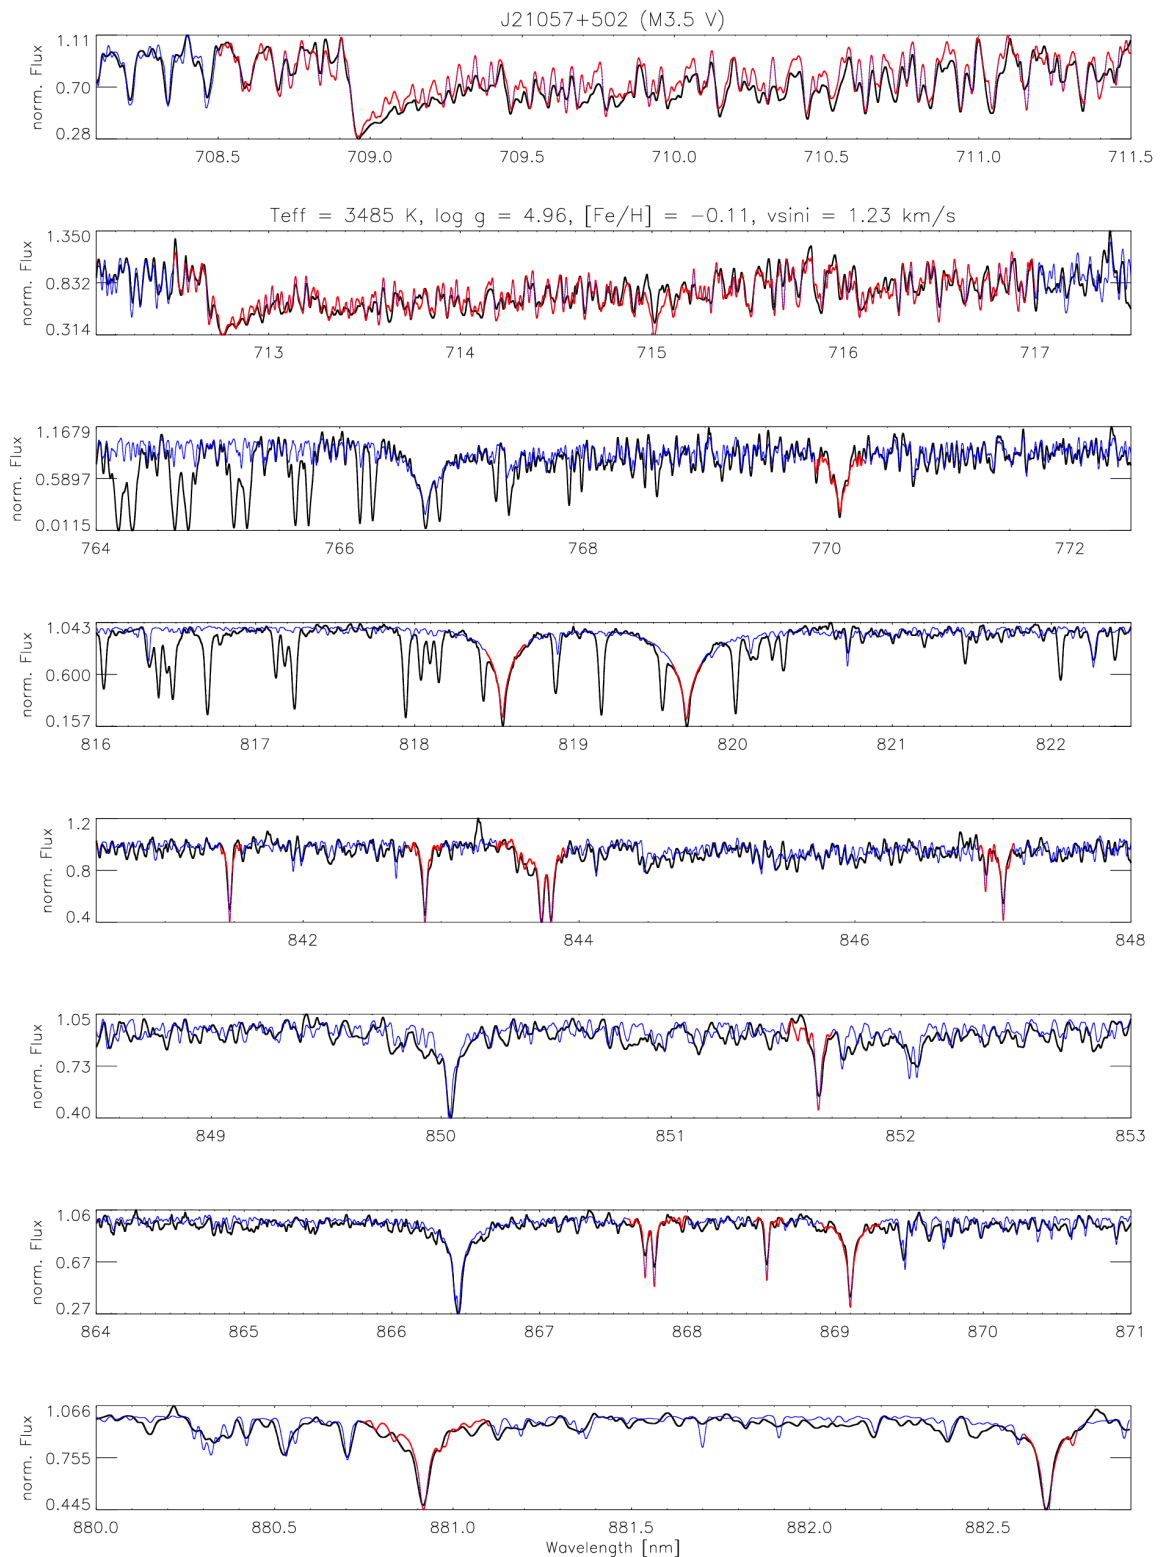 J21057+502 (M3.5 V)
norm. Flux
1.11
0.70
0.28
708.5 709.0 709.5 710.0 710.5 711.0 711.5
Teff = 3485 K, log g = 4.96, [Fe/H] = −0.11, vsini = 1.23 km/s
norm. Flux
1.350
0.832
0.314
713 714 715 716 717
norm. Flux
1.1679
0.5897
0.0115
764 766 768 770 772
norm. Flux
1.043
0.600
0.157
816 817 818 819 820 821 822
norm. Flux
1.2
0.8
0.4
842 844 846 848
norm. Flux
1.05
0.73
0.40
849 850 851 852 853
norm. Flux
1.06
0.67
0.27
864 865 866 867 868 869 870 871
norm. Flux
1.066
0.755
0.445
880.0 880.5 881.0 881.5 882.0 882.5
Wavelength [nm]